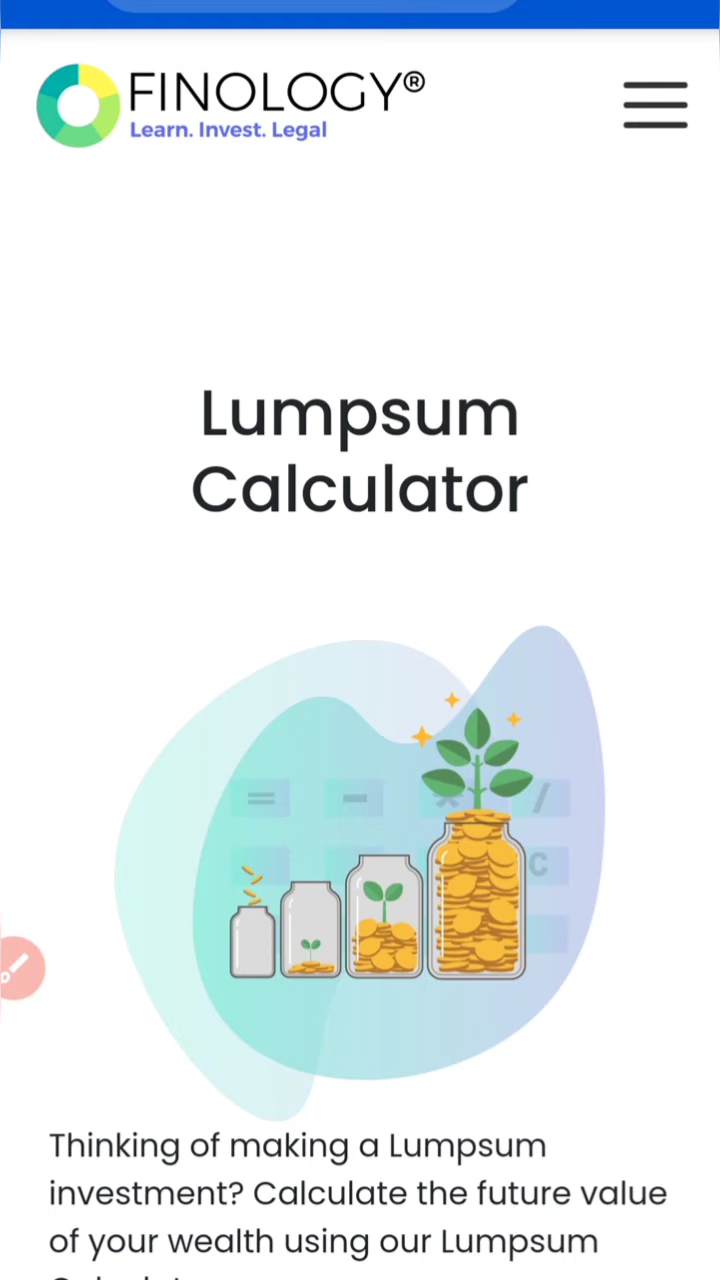 FINOLOGY®
Learn. Invest. Legal
Lumpsum
Calculator
= − × /
C
Thinking of making a Lumpsum
investment? Calculate the future value
of your wealth using our Lumpsum